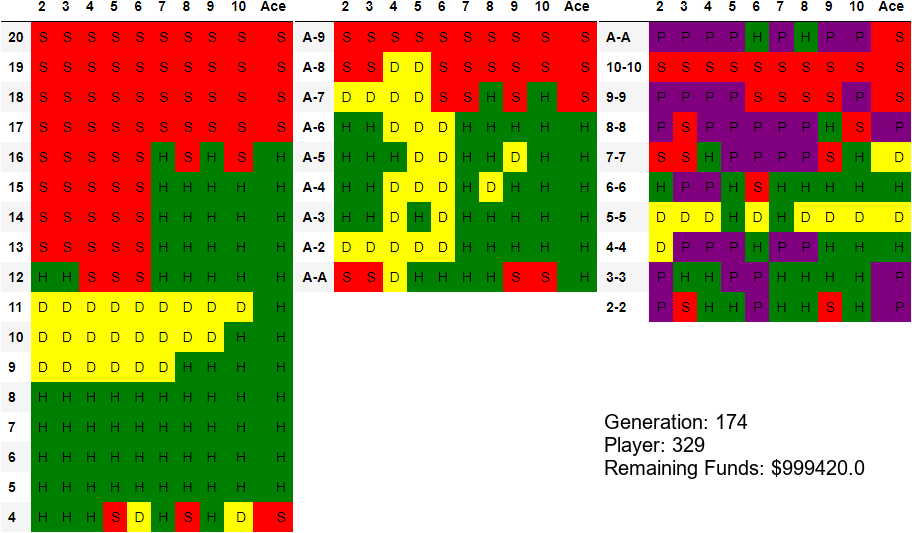 2 3 4 5 6 7 8 9 10 Ace
20 S S S S S S S S S S
19 S S S S S S S S S S
18 S S S S S S S S S S
17 S S S S S S S S S S
16 S S S S S H S H S H
15 S S S S S H H H H H
14 S S S S S H H H H H
13 S S S S S H H H H H
12 H H S S S H H H H H
11 D D D D D D D D D H
10 D D D D D D D D H H
9 D D D D D D H H H H
8 H H H H H H H H H H
7 H H H H H H H H H H
6 H H H H H H H H H H
5 H H H H H H H H H H
4 H H H S D H S H D S
2 3 4 5 6 7 8 9 10 Ace
A-9 S S S S S S S S S S
A-8 S S D D S S S S S S
A-7 D D D D S S H S H S
A-6 H H D D D H H H H H
A-5 H H H D D H H D H H
A-4 H H D D D H D H H H
A-3 H H D H D H H H H H
A-2 D D D D D H H H H H
A-A S S D H H H H S S H
2 3 4 5 6 7 8 9 10 Ace
A-A P P P P H P H P P S
10-10 S S S S S S S S S S
9-9 P P P P S S S S P S
8-8 P S P P P P P H S P
7-7 S S H P P P P S H D
6-6 H P P H S H H H H H
5-5 D D D H D H D D D D
4-4 D P P P H P P H H H
3-3 P H H P P H H H H P
2-2 P S H H P H H S H P
Generation: 174
Player: 329
Remaining Funds: $999420.0